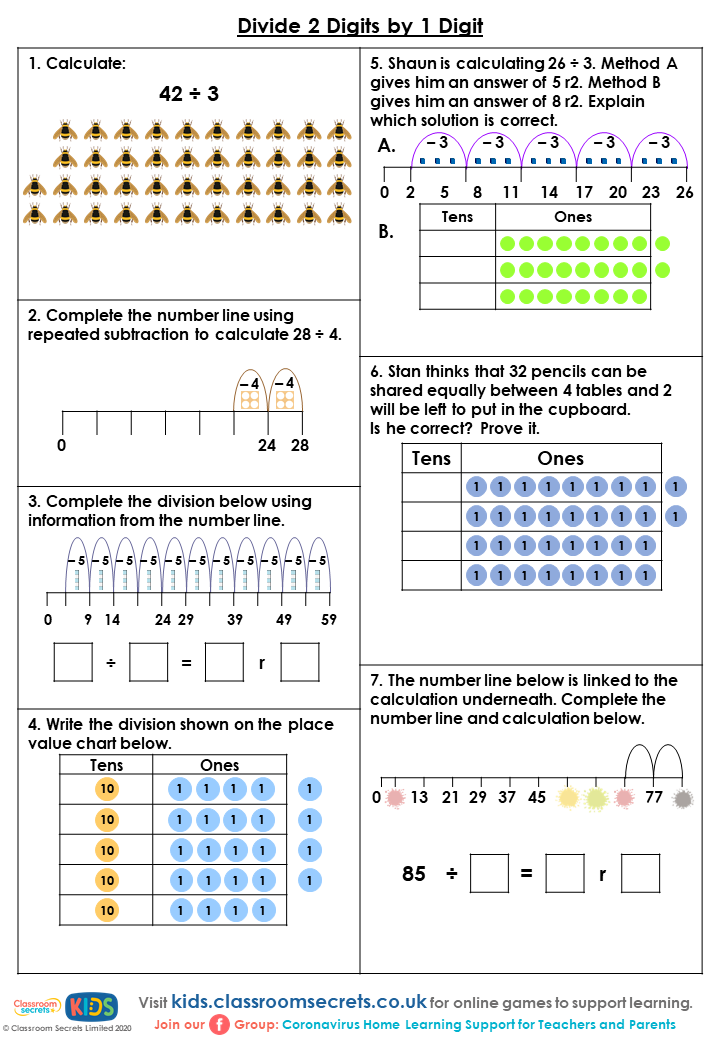 Divide 2 Digits by 1 Digit
1. Calculate:
42 ÷ 3
2. Complete the number line using
repeated subtraction to calculate 28 ÷ 4.
– 4 – 4
0 24 28
3. Complete the division below using
information from the number line.
– 5 – 5 – 5 – 5 – 5 – 5 – 5 – 5 – 5 – 5 – 5
0 9 14 24 29 39 49 59
÷ = r
4. Write the division shown on the place
value chart below.
Tens Ones
10 1 1 1 1 1
10 1 1 1 1 1
10 1 1 1 1 1
10 1 1 1 1 1
10 1 1 1 1
5. Shaun is calculating 26 ÷ 3. Method A
gives him an answer of 5 r2. Method B
gives him an answer of 8 r2. Explain
which solution is correct.
A. – 3 – 3 – 3 – 3 – 3
0 2 5 8 11 14 17 20 23 26
B. Tens Ones
6. Stan thinks that 32 pencils can be
shared equally between 4 tables and 2
will be left to put in the cupboard.
Is he correct? Prove it.
Tens Ones
1 1 1 1 1 1 1 1 1
1 1 1 1 1 1 1 1 1
1 1 1 1 1 1 1 1
1 1 1 1 1 1 1 1
7. The number line below is linked to the
calculation underneath. Complete the
number line and calculation below.
0 13 21 29 37 45 77
85 ÷ = r
Classroom Secrets KIDS
© Classroom Secrets Limited 2020
Visit kids.classroomsecrets.co.uk for online games to support learning.
Join our f Group: Coronavirus Home Learning Support for Teachers and Parents